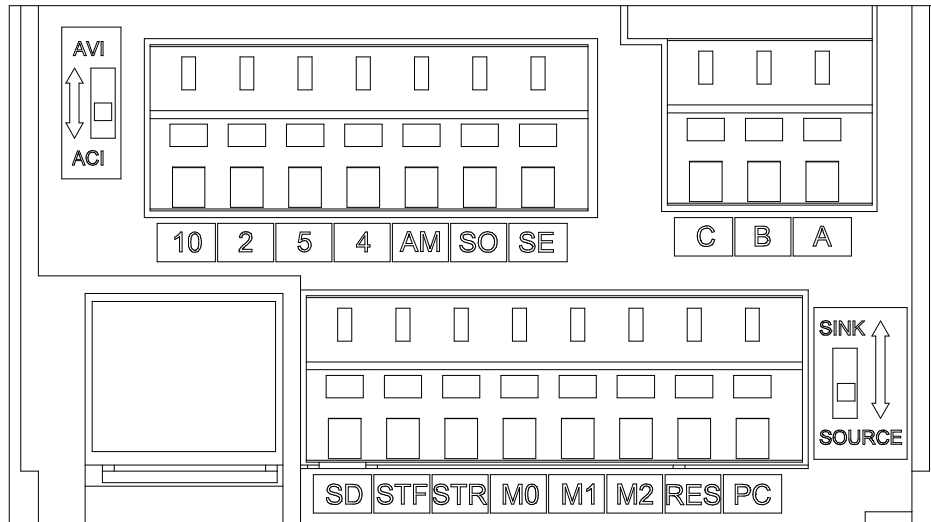 AVI
ACI
10 2 5 4 AM SO SE
C B A
SINK
SOURCE
SD STF STR M0 M1 M2 RES PC